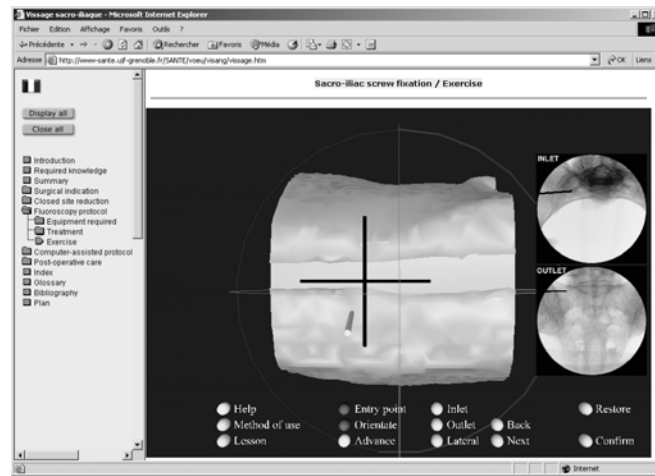 Vissage sacro-iliaque - Microsoft Internet Explorer
Fichier Edition Affichage Favoris Outils ?
Précédente Rechercher Favoris Média
Adresse http://www-sante.ujf-grenoble.fr/SANTE/voeu/visang/vissage.htm OK Liens
Sacro-iliac screw fixation / Exercise
Display all
Close all
Introduction
Required knowledge
Summary
Surgical indication
Closed site reduction
Fluoroscopy protocol
Equipment required
Treatment
Exercise
Computer-assisted protocol
Post-operative care
Index
Glossary
Bibliography
Plan
INLET
OUTLET
Help Entry point Inlet Restore
Method of use Orientate Outlet Back
Lesson Advance Lateral Next Confirm
Internet